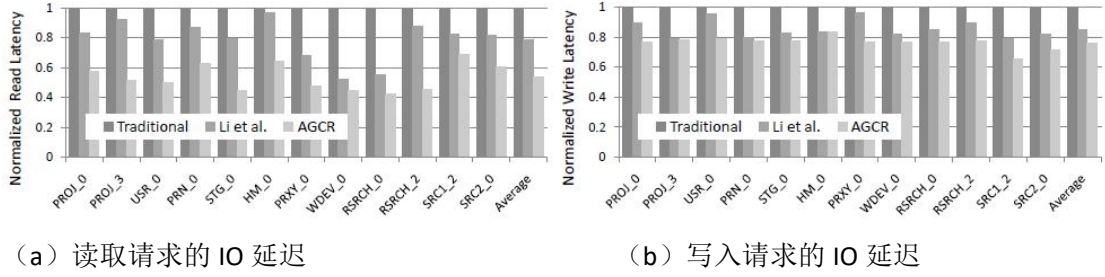 Normalized Read Latency
1
0.8
0.6
0.4
0.2
0
Traditional Li et al. AGCR
PROJ_0 PROJ_3 USR_0 PRN_0 STG_0 HM_0 PRXY_0 WDEV_0 RSRCH_0 RSRCH_2 SRC1_2 SRC2_0 Average
(a)读取请求的 IO 延迟
Normalized Write Latency
1
0.8
0.6
0.4
0.2
0
Traditional Li et al. AGCR
PROJ_0 PROJ_3 USR_0 PRN_0 STG_0 HM_0 PRXY_0 WDEV_0 RSRCH_0 RSRCH_2 SRC1_2 SRC2_0 Average
(b)写入请求的 IO 延迟